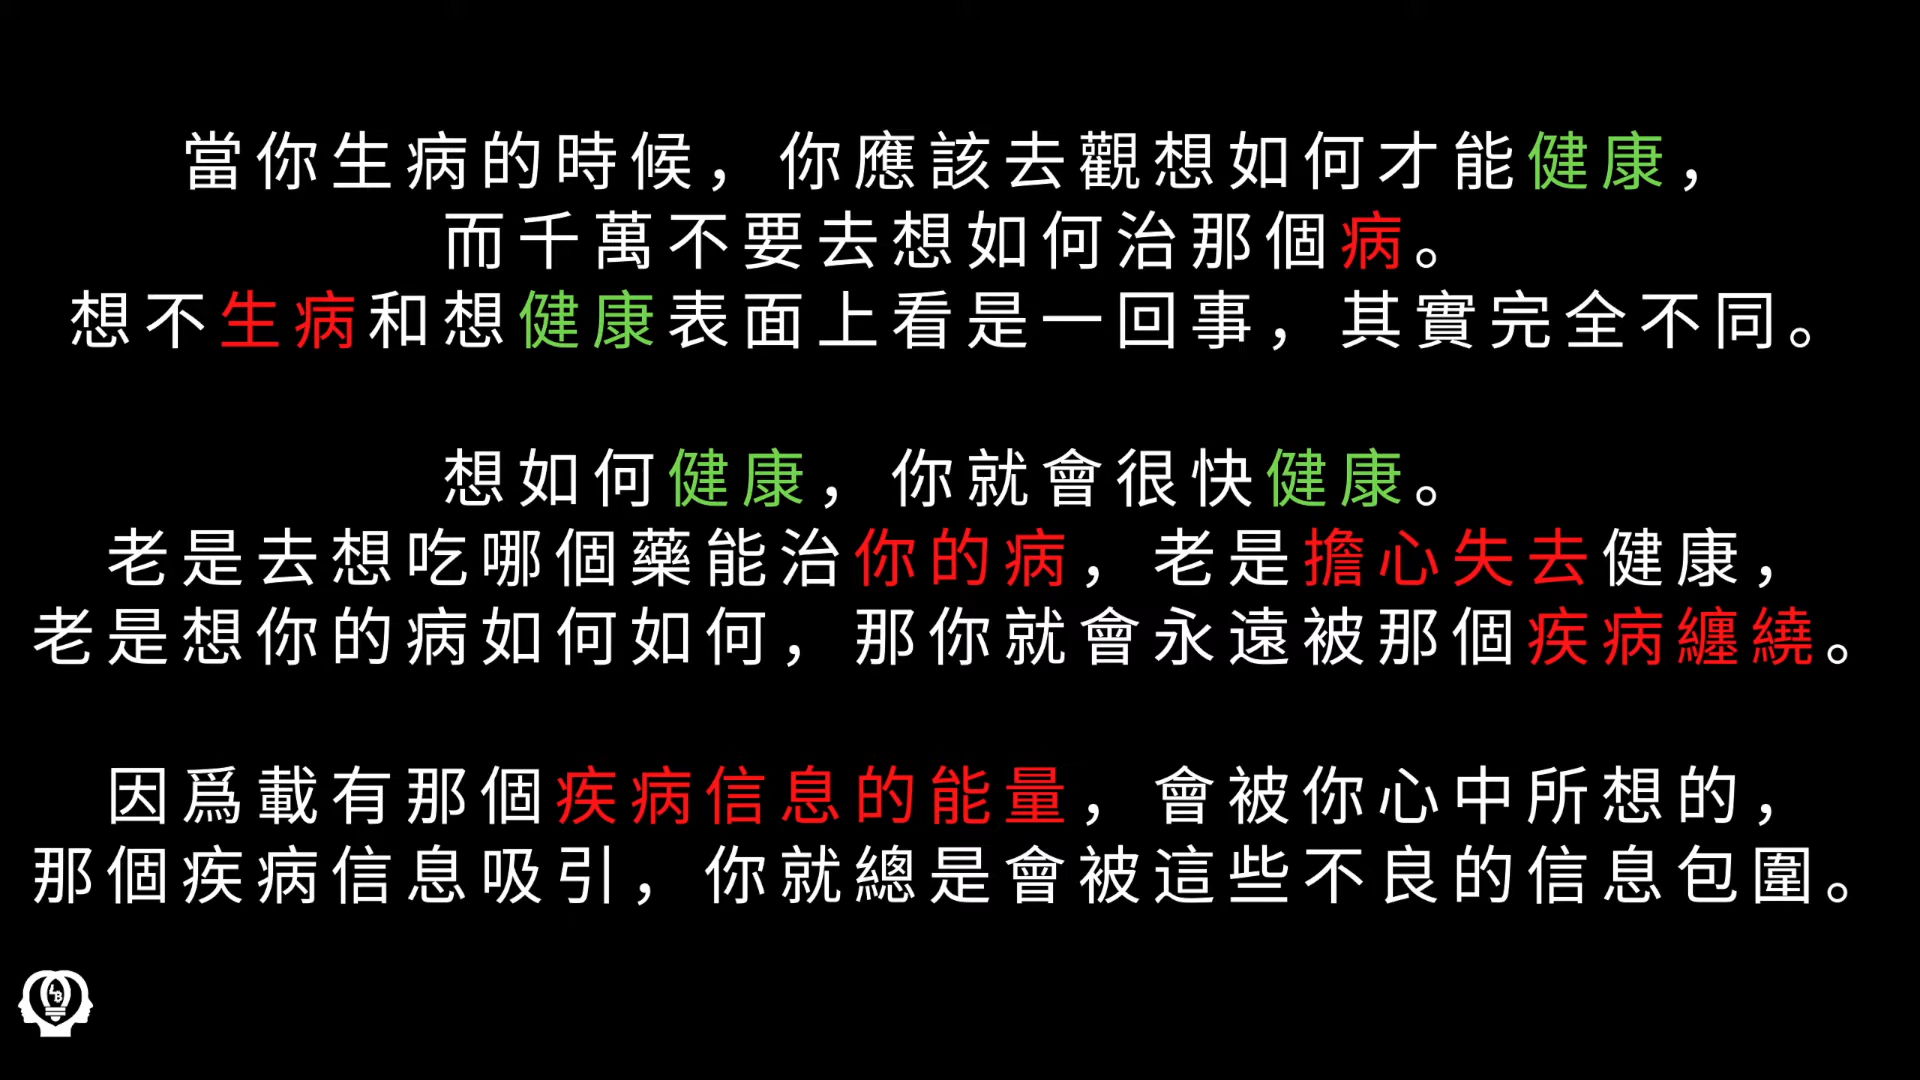 當你生病的時候，你應該去觀想如何才能健康，
而千萬不要去想如何治那個病。
想不生病和想健康表面上看是一回事，其實完全不同。
想如何健康，你就會很快健康。
老是去想吃哪個藥能治你的病，老是擔心失去健康，
老是想你的病如何如何，那你就會永遠被那個疾病纏繞。
因爲載有那個疾病信息的能量，會被你心中所想的，
那個疾病信息吸引，你就總是會被這些不良的信息包圍。